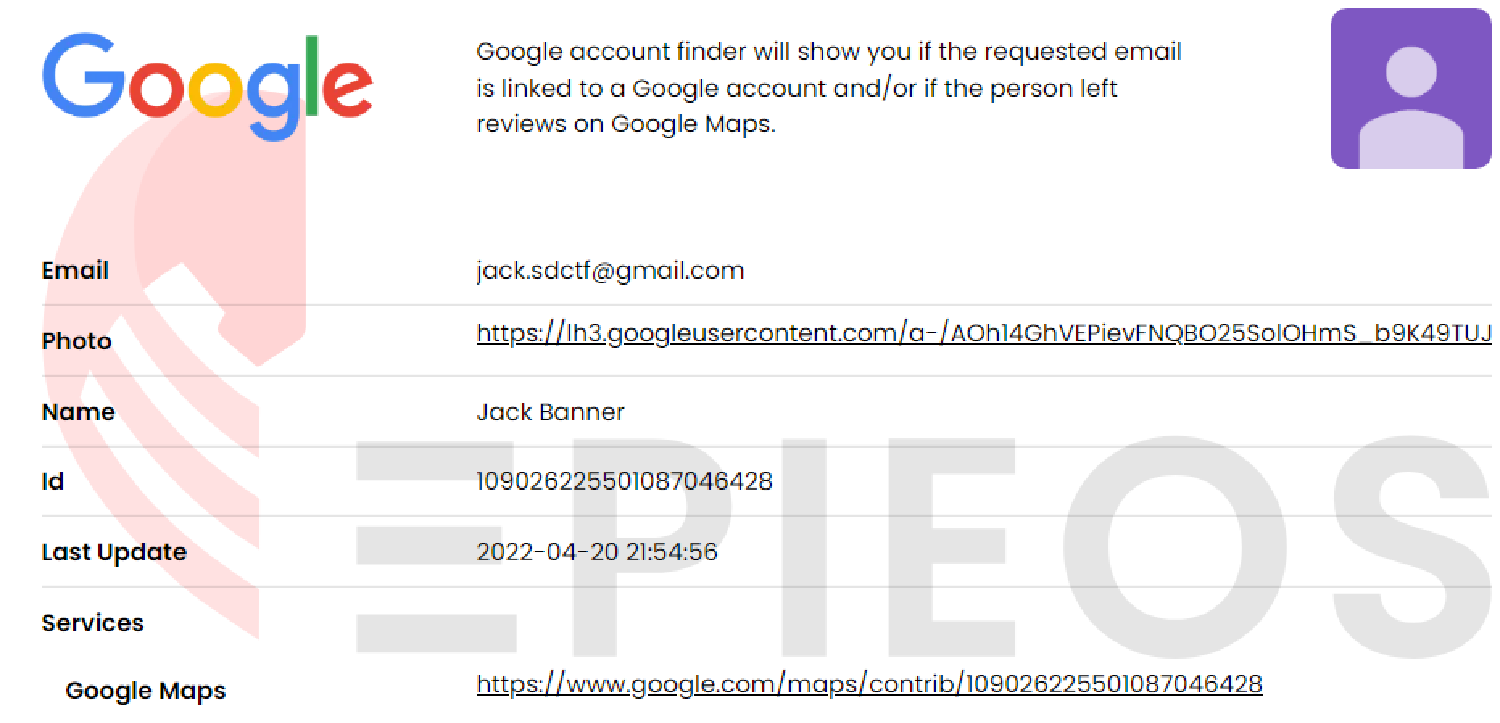 Google
Google account finder will show you if the requested email
is linked to a Google account and/or if the person left
reviews on Google Maps.
Email jack.sdctf@gmail.com
Photo https://lh3.googleusercontent.com/a-/AOh14GhVEPievFNQBO25SolOHmS_b9K49TUJ
Name Jack Banner
Id 109026225501087046428
Last Update 2022-04-20 21:54:56
Services
Google Maps https://www.google.com/maps/contrib/109026225501087046428
EPIEOS